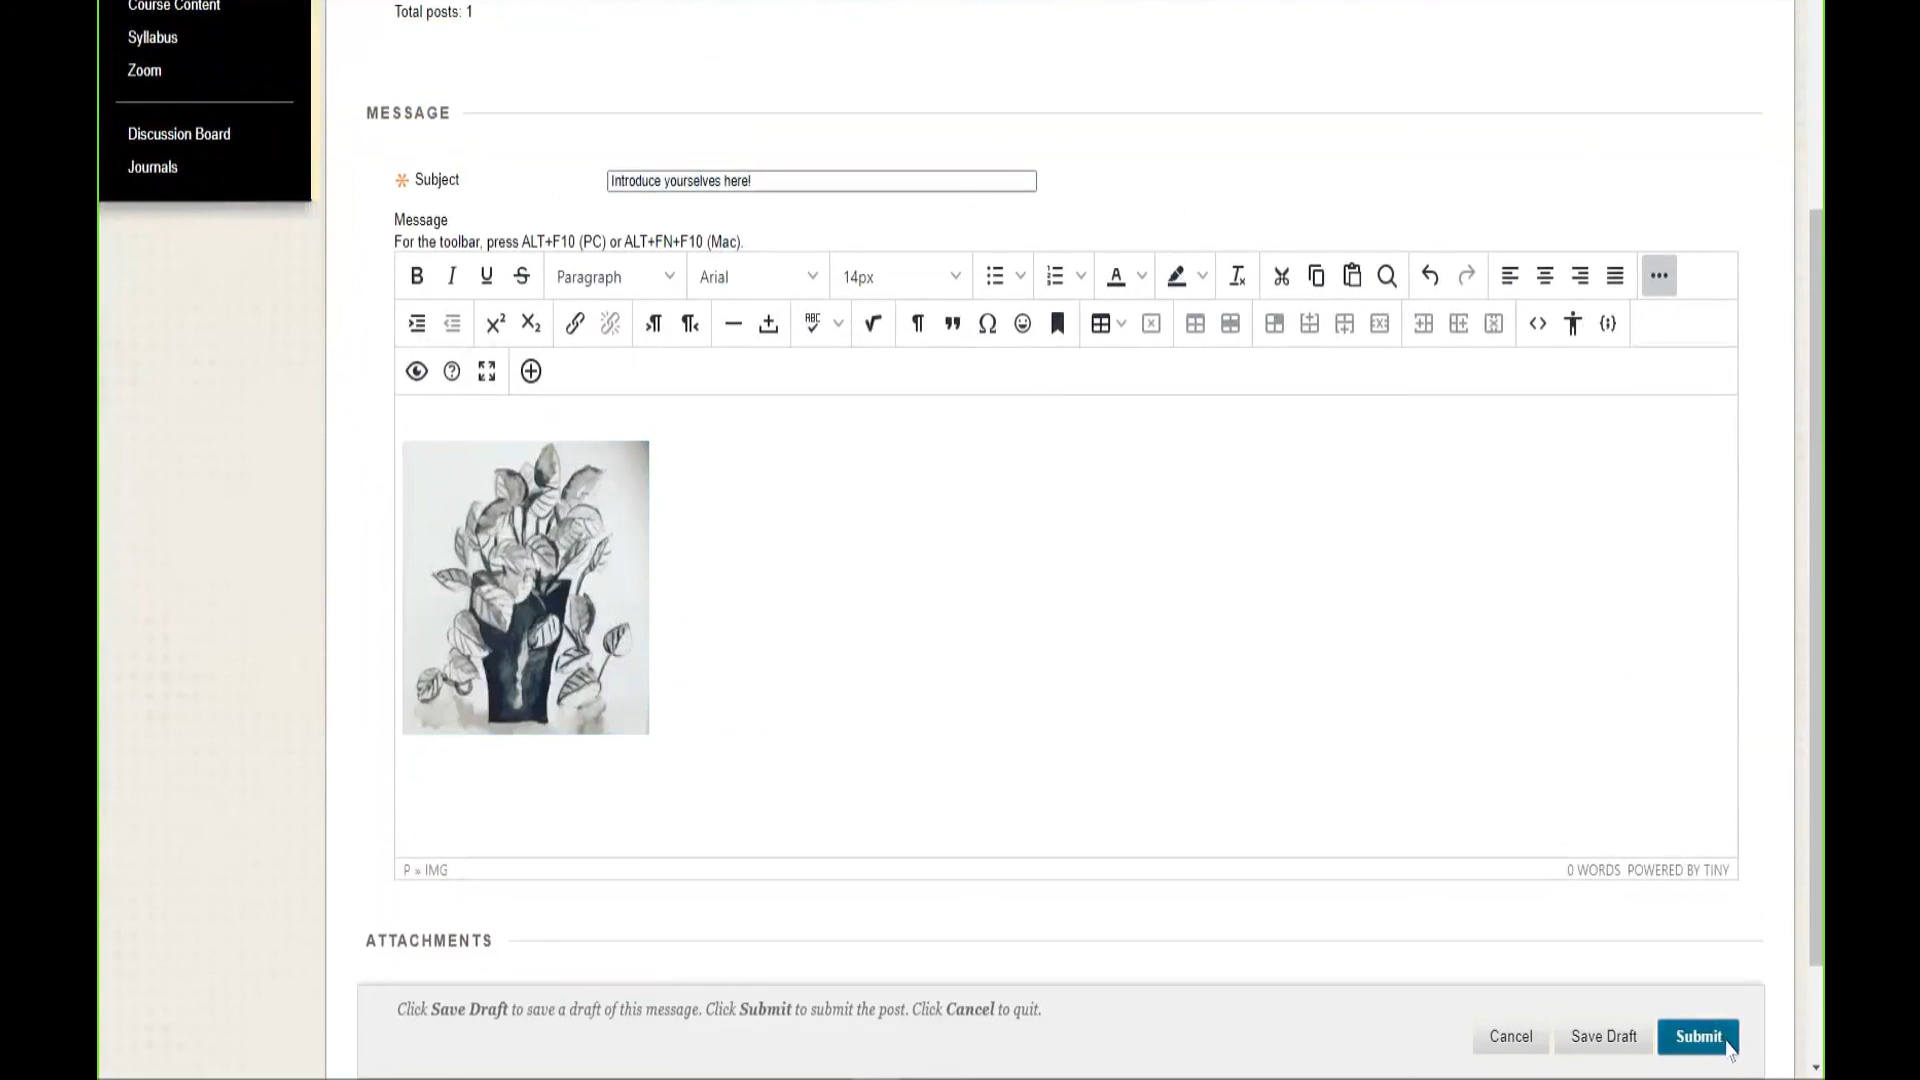 Course Content
Syllabus
Zoom
Discussion Board
Journals
Total posts: 1
MESSAGE
Subject
Introduce yourselves here!
Message
For the toolbar, press ALT+F10 (PC) or ALT+FN+F10 (Mac).
B I U S Paragraph Arial 14px A
X² X₂ ABC
P » IMG
0 WORDS POWERED BY TINY
ATTACHMENTS
Click Save Draft to save a draft of this message. Click Submit to submit the post. Click Cancel to quit.
Cancel Save Draft Submit